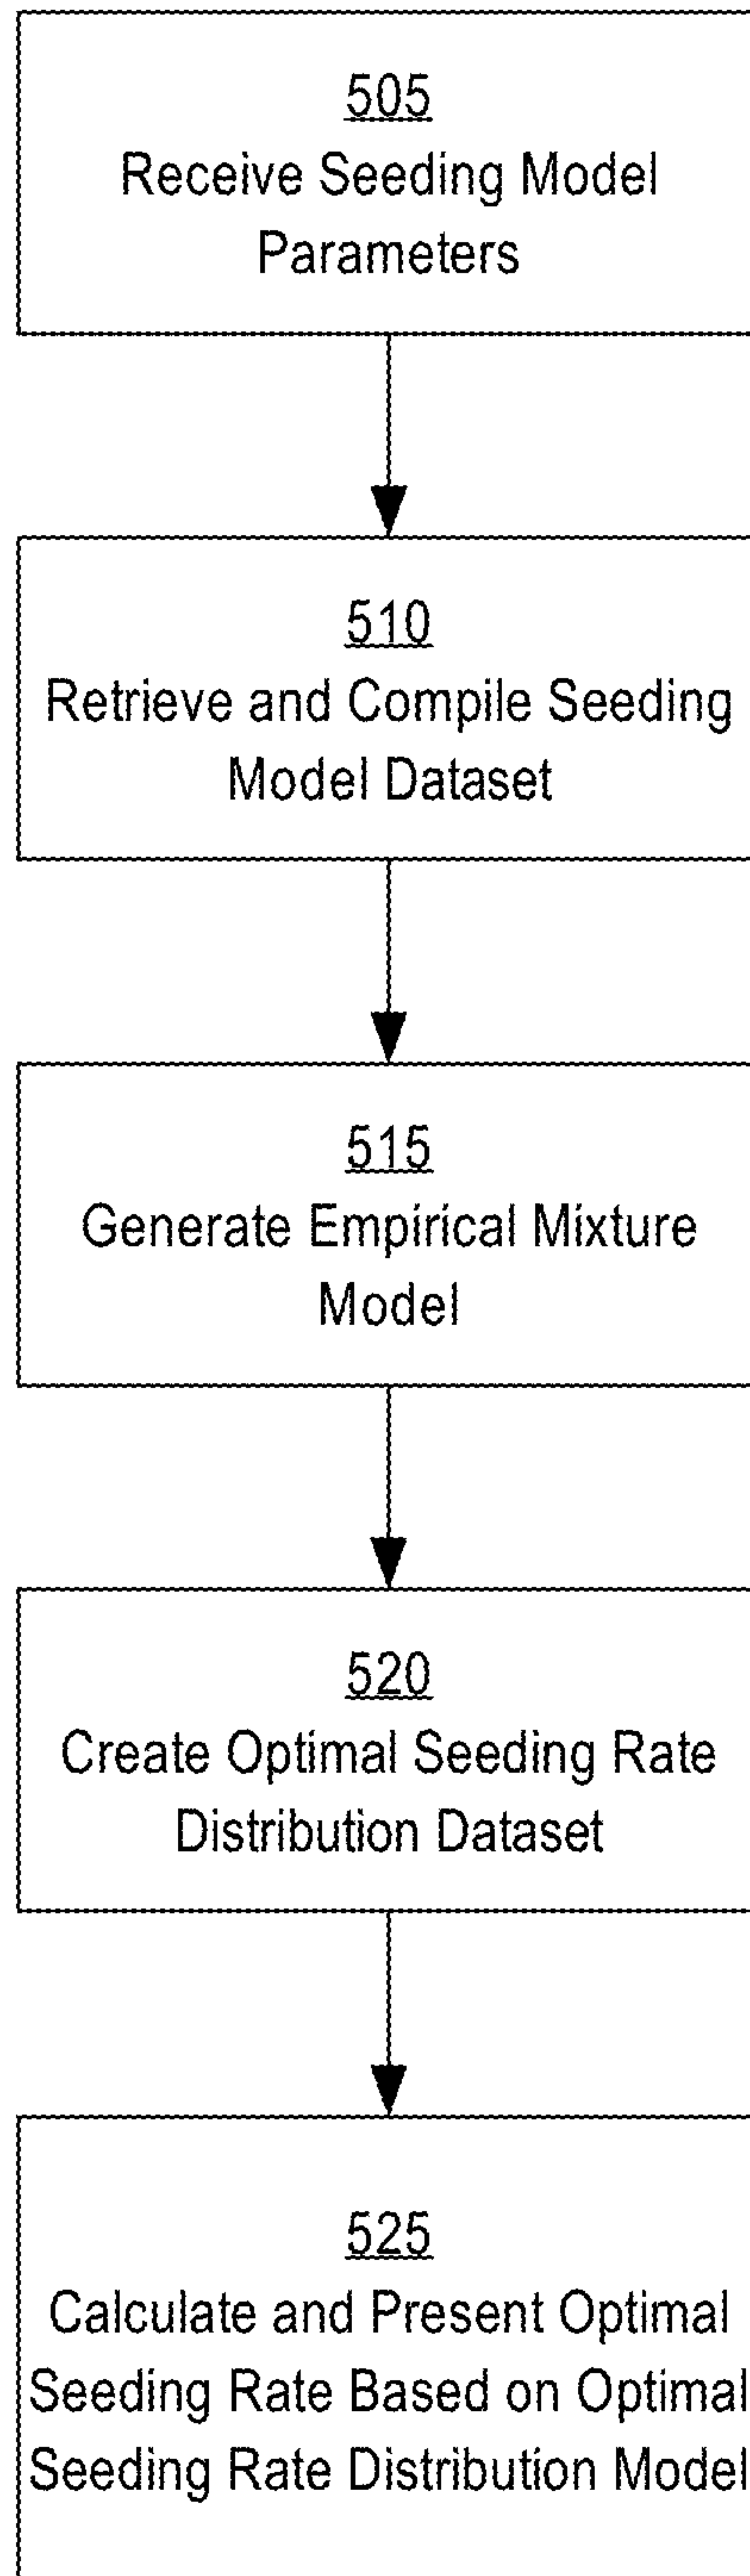 505
Receive Seeding Model
Parameters
510
Retrieve and Compile Seeding
Model Dataset
515
Generate Empirical Mixture
Model
520
Create Optimal Seeding Rate
Distribution Dataset
525
Calculate and Present Optimal
Seeding Rate Based on Optimal
Seeding Rate Distribution Model